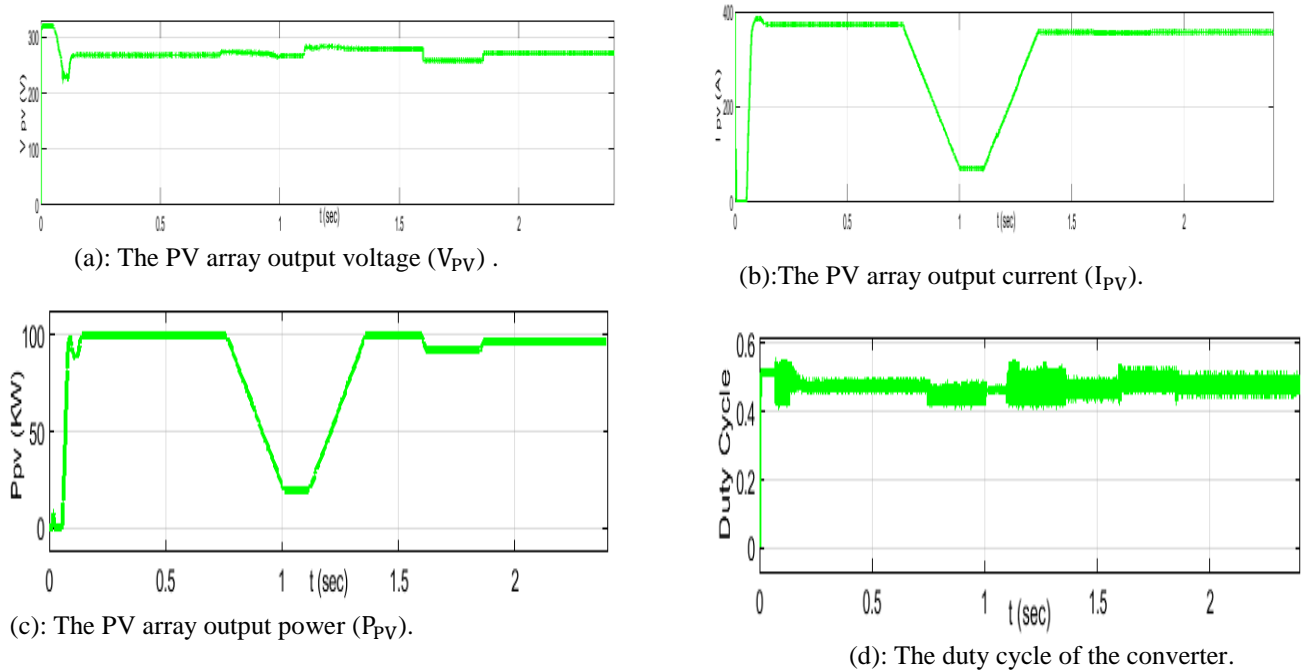 300
200
100
0
V PV (V)
0 0.5 1 1.5 2
t (sec)
(a): The PV array output voltage (VPV) .
400
200
0
I PV (A)
0 0.5 1 1.5 2
t (sec)
(b):The PV array output current (IPV).
100
50
0
Ppv (KW)
0 0.5 1 1.5 2
t (sec)
(c): The PV array output power (PPV).
0.6
0.4
0.2
0
Duty Cycle
0 0.5 1 1.5 2
t (sec)
(d): The duty cycle of the converter.